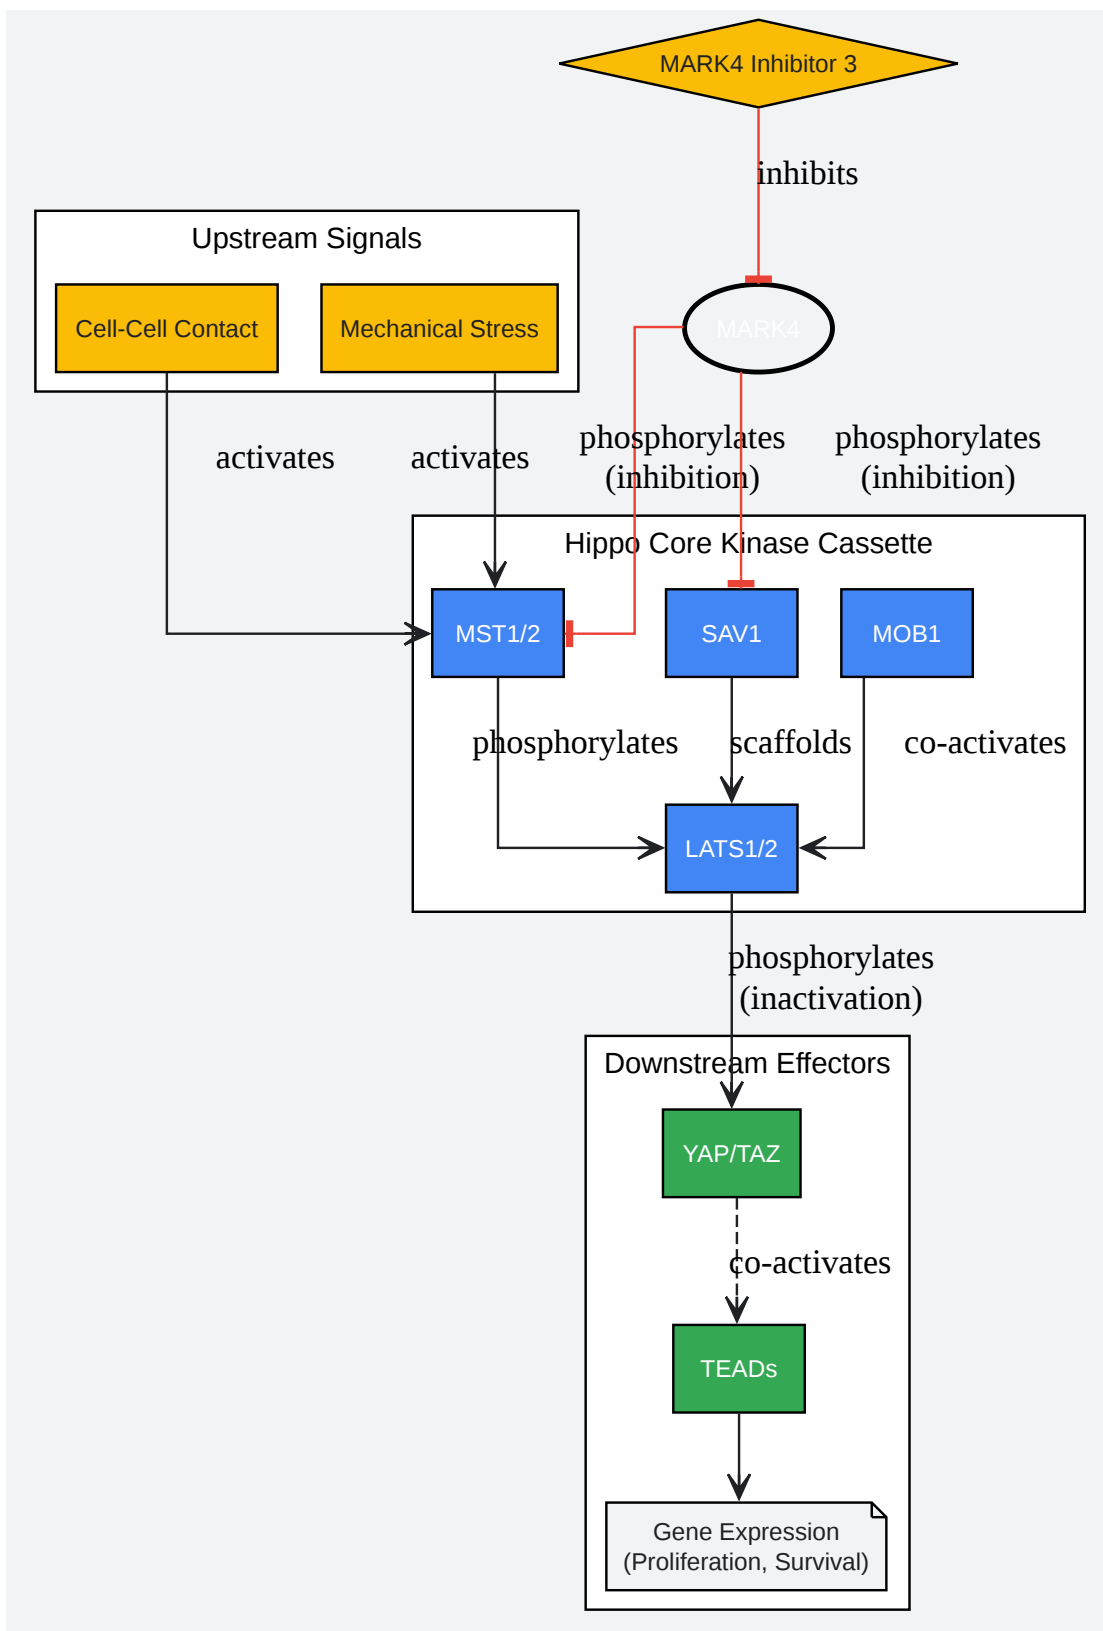 MARK4 Inhibitor 3
inhibits
Upstream Signals
Cell-Cell Contact
Mechanical Stress
MARK4
activates
activates
phosphorylates
(inhibition)
phosphorylates
(inhibition)
Hippo Core Kinase Cassette
MST1/2
SAV1
MOB1
phosphorylates
scaffolds
co-activates
LATS1/2
phosphorylates
(inactivation)
Downstream Effectors
YAP/TAZ
co-activates
TEADs
Gene Expression
(Proliferation, Survival)